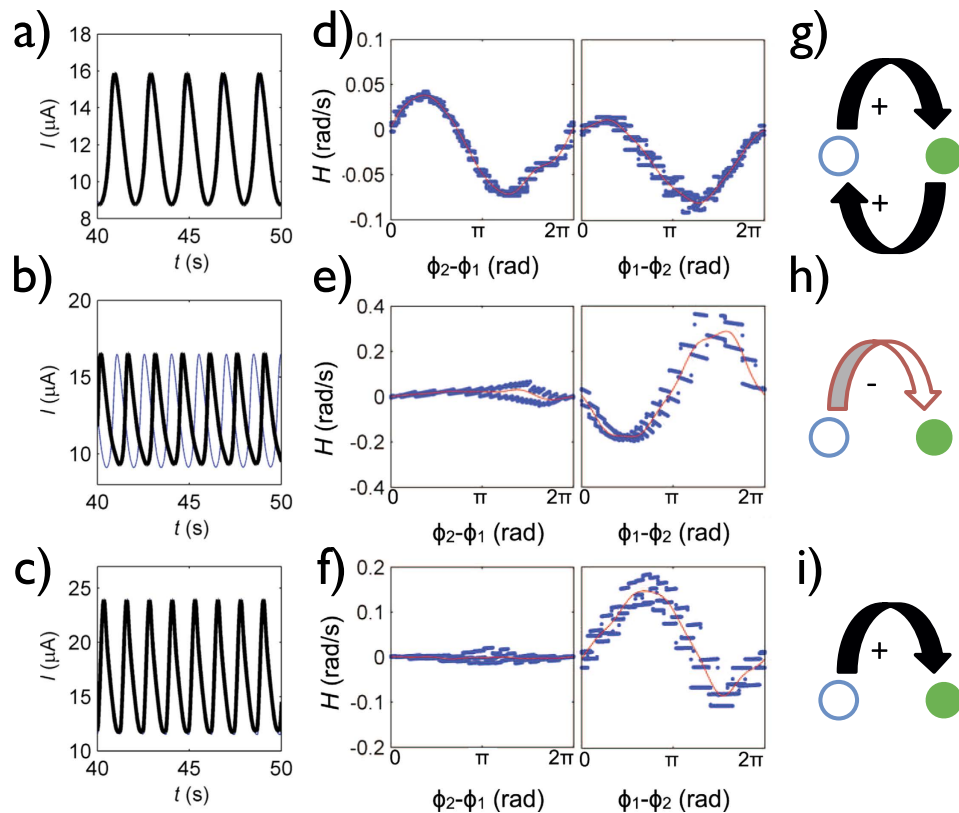 a)
18
16
14
12
10
8
I (µA)
40 45 50
t (s)
d)
0.1
0.05
0
-0.05
-0.1
H (rad/s)
0 π 2π
0 π 2π
ϕ2-ϕ1 (rad)
ϕ1-ϕ2 (rad)
g)
+
+
b)
20
15
10
I (µA)
40 45 50
t (s)
e)
0.4
0.2
0
-0.2
-0.4
H (rad/s)
0 π 2π
0 π 2π
ϕ2-ϕ1 (rad)
ϕ1-ϕ2 (rad)
h)
-
c)
25
20
15
10
I (µA)
40 45 50
t (s)
f)
0.2
0.1
0
-0.1
-0.2
H (rad/s)
0 π 2π
0 π 2π
ϕ2-ϕ1 (rad)
ϕ1-ϕ2 (rad)
i)
+